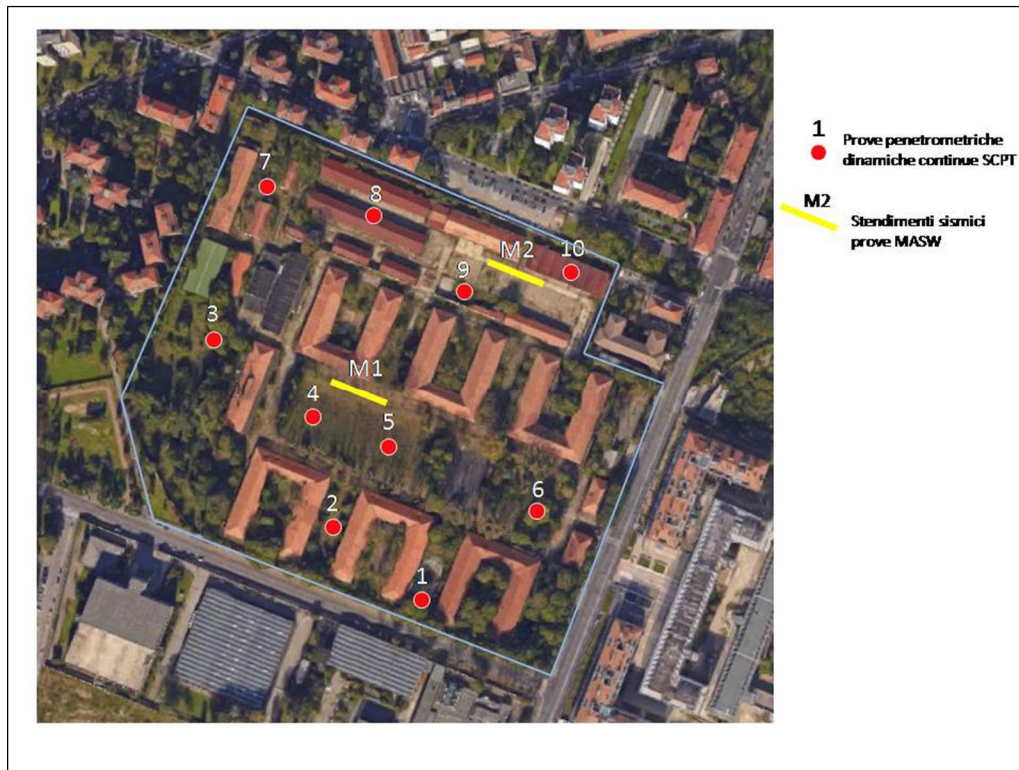 1
Prove penetrometriche
dinamiche continue SCPT
M2
Stendimenti sismici
prove MASW
7
8
M2
10
9
3
M1
4
5
6
2
1